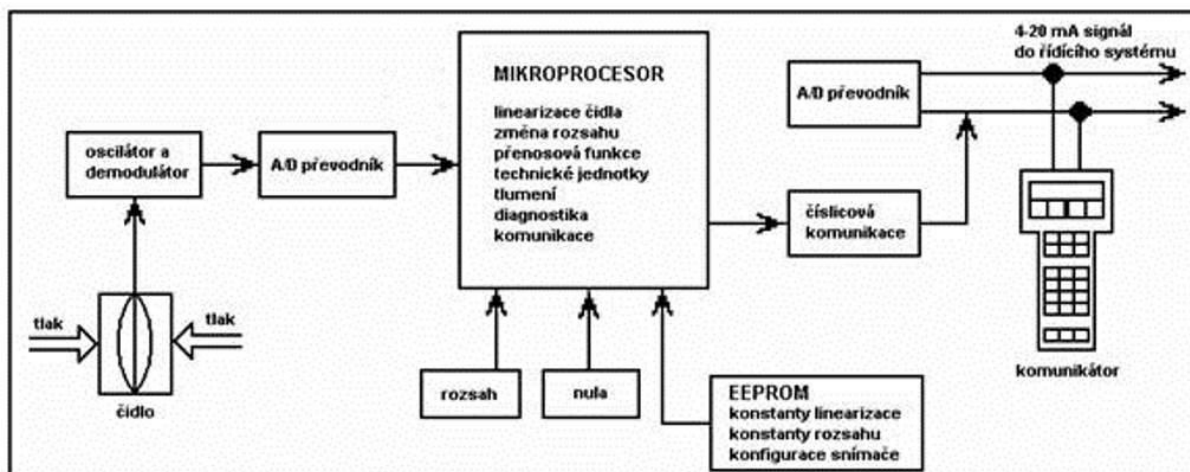 4-20 mA signál
do řídícího systému
MIKROPROCESOR
linearizace čidla
změna rozsahu
přenosová funkce
technické jednotky
tlumení
diagnostika
komunikace
A/D převodník
oscilátor a
demodulátor
A/D převodník
číslicová
komunikace
tlak
tlak
čidlo
rozsah
nula
EEPROM
konstanty linearizace
konstanty rozsahu
konfigurace snímače
komunikátor